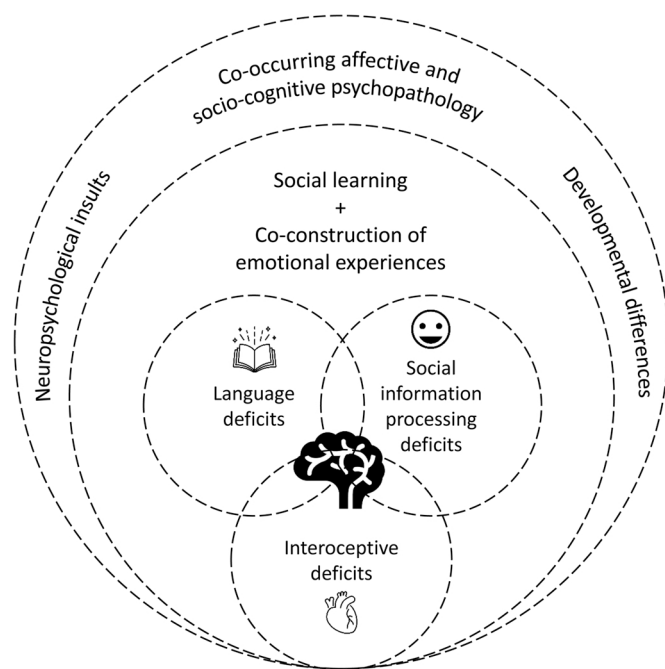 Co-occurring affective and
socio-cognitive psychopathology
Neuropsychological insults
Developmental differences
Social learning
+
Co-construction of
emotional experiences
Language
deficits
Social
information
processing
deficits
Interoceptive
deficits